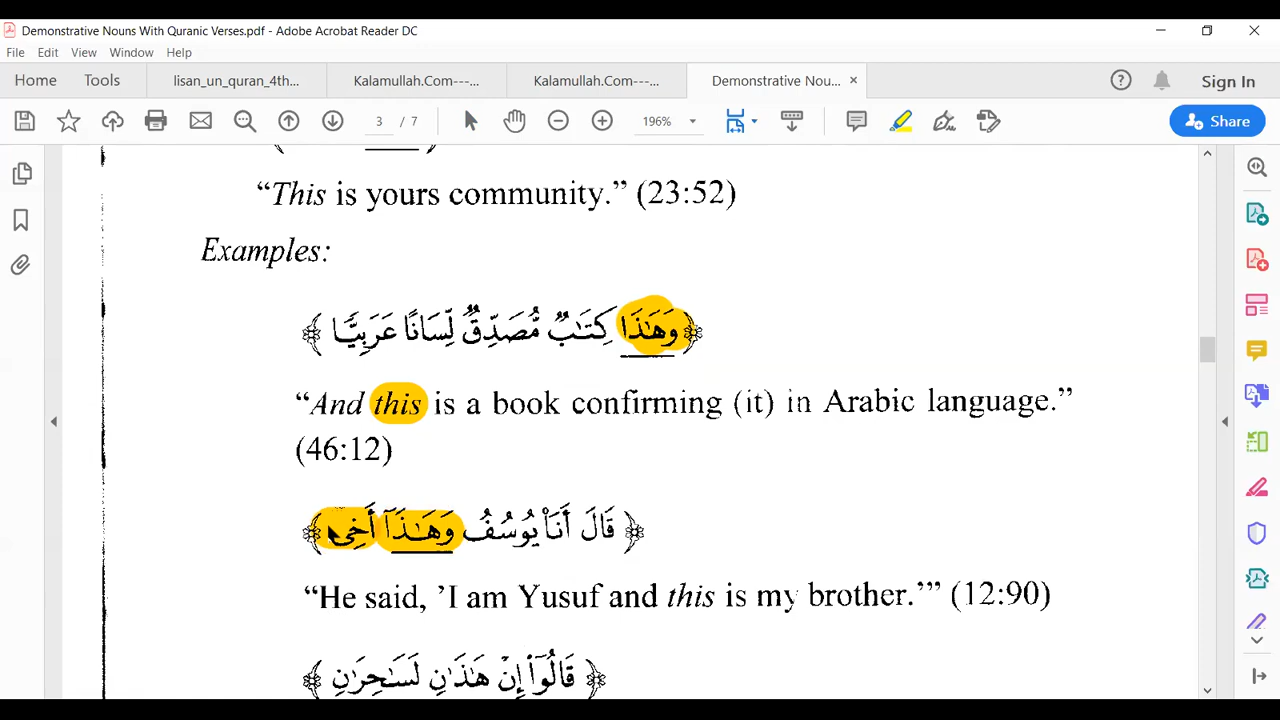 Demonstrative Nouns With Quranic Verses.pdf - Adobe Acrobat Reader DC
File Edit View Window Help
Home Tools lisan_un_quran_4th... Kalamullah.Com---... Kalamullah.Com---... Demonstrative Nou... × Sign In
3 / 7 196% Share
“This is yours community.” (23:52)
Examples:
﴿وَهَـٰذَا كِتَـٰبٌ مُّصَدِّقٌ لِّسَانًا عَرَبِيًّا﴾
“And this is a book confirming (it) in Arabic language.”
(46:12)
﴿قَالَ أَنَا۠ يُوسُفُ وَهَـٰذَآ أَخِى﴾
“He said, ’I am Yusuf and this is my brother.’” (12:90)
﴿قَالُوٓا۟ إِنْ هَـٰذَٰنِ لَسَـٰحِرَٰنِ﴾